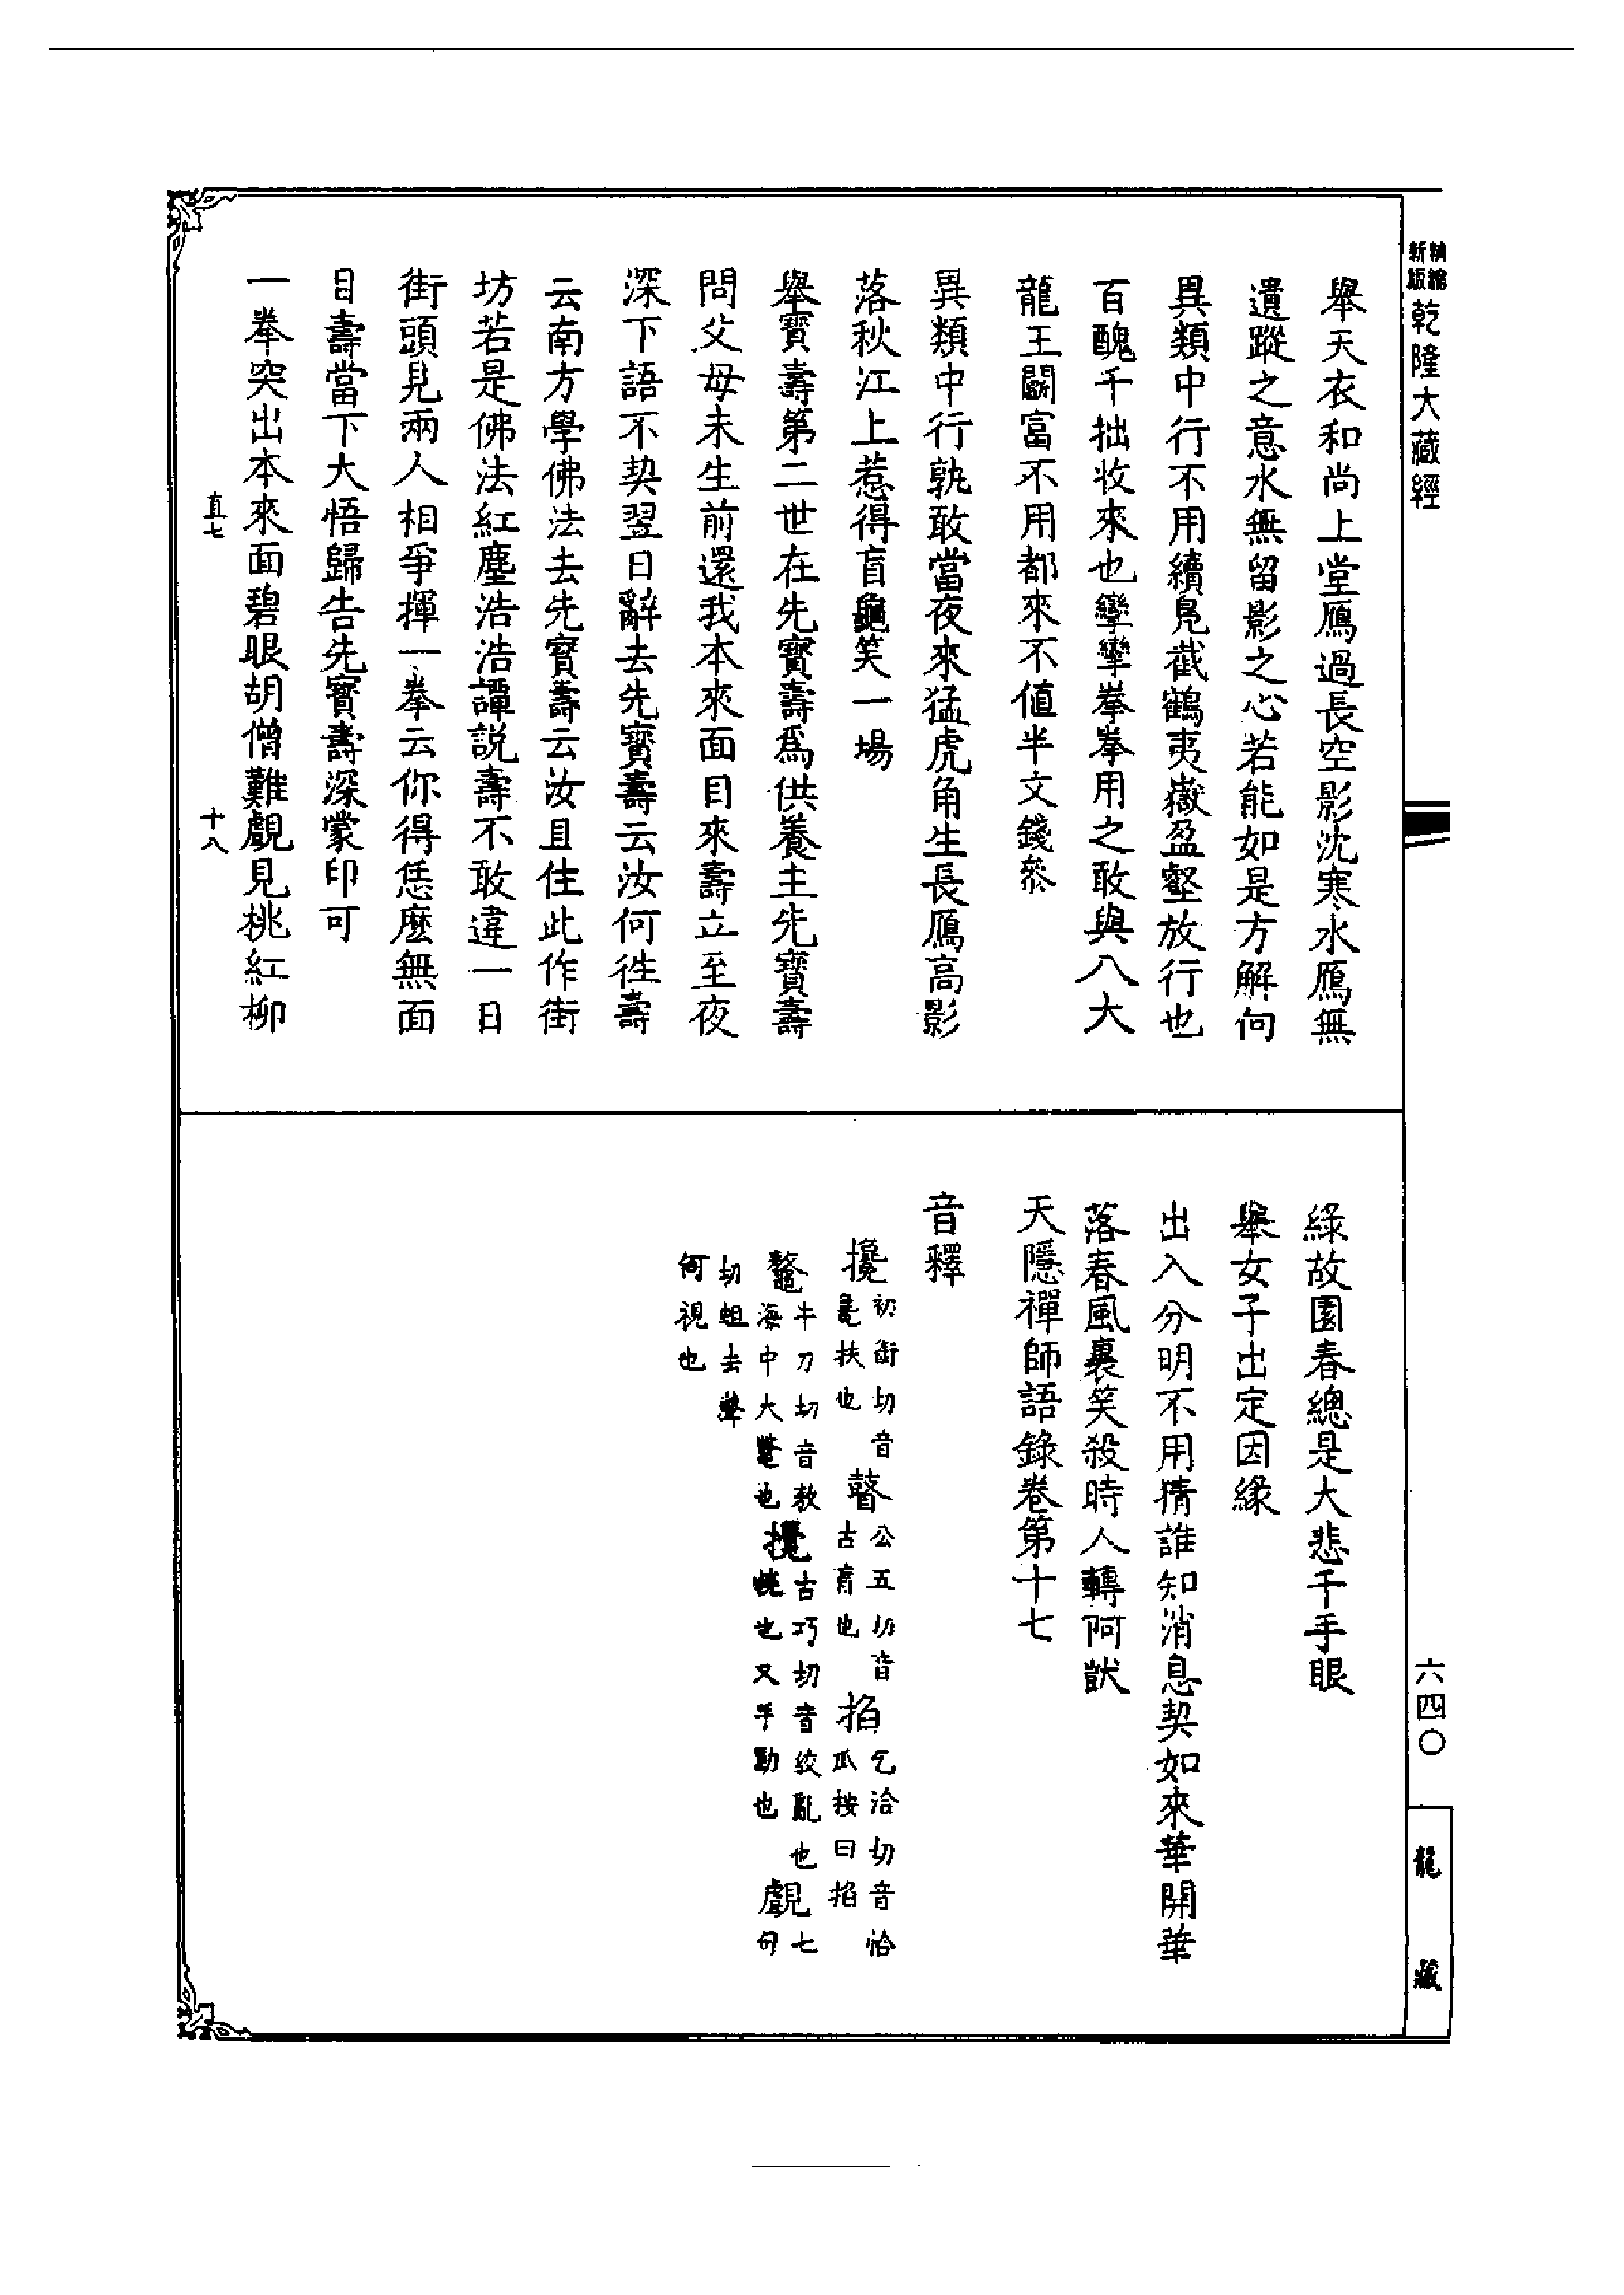 精縮新版 乾隆大藏經
舉天衣和尚上堂鴈過長空影沈寒水鴈無
遺蹤之意水無留影之心若能如是方解向
異類中行不用續鳧截鶴夷嶽盈壑放行也
百醜千拙收來也攣攣拳拳用之敢與八大
龍王鬪富不用都來不值半文錢叅
異類中行孰敢當夜來猛虎角生長鴈高影
落秋江上惹得盲龜笑一場
舉寶壽第二世在先寶壽爲供養主先寶壽
問父母未生前還我本來面目來壽立至夜
深下語不契翌日辭去先寶壽云汝何徃壽
云南方學佛法去先寶壽云汝且住此作街
坊若是佛法紅塵浩浩譚説壽不敢違一日
街頭見兩人相爭揮一拳云你得恁麽無面
目壽當下大悟歸告先寶壽深蒙印可
一拳突出本來面碧眼胡僧難覷見桃紅柳
直七 十八
綠故園春總是大悲千手眼
舉女子出定因緣
出入分明不用猜誰知消息契如來華開華
落春風裏笑殺時人轉阿獃
天隱禪師語錄卷第十七
音釋
攙初銜切音毚扶也 瞽公五切音古盲也 掐乞洽切音恰爪按曰掐
鼇牛刀切音敖海中大鼈也 攪古巧切音絞亂也撓也又手動也 覷七句
切蛆去聲伺視也
六四〇
龍藏